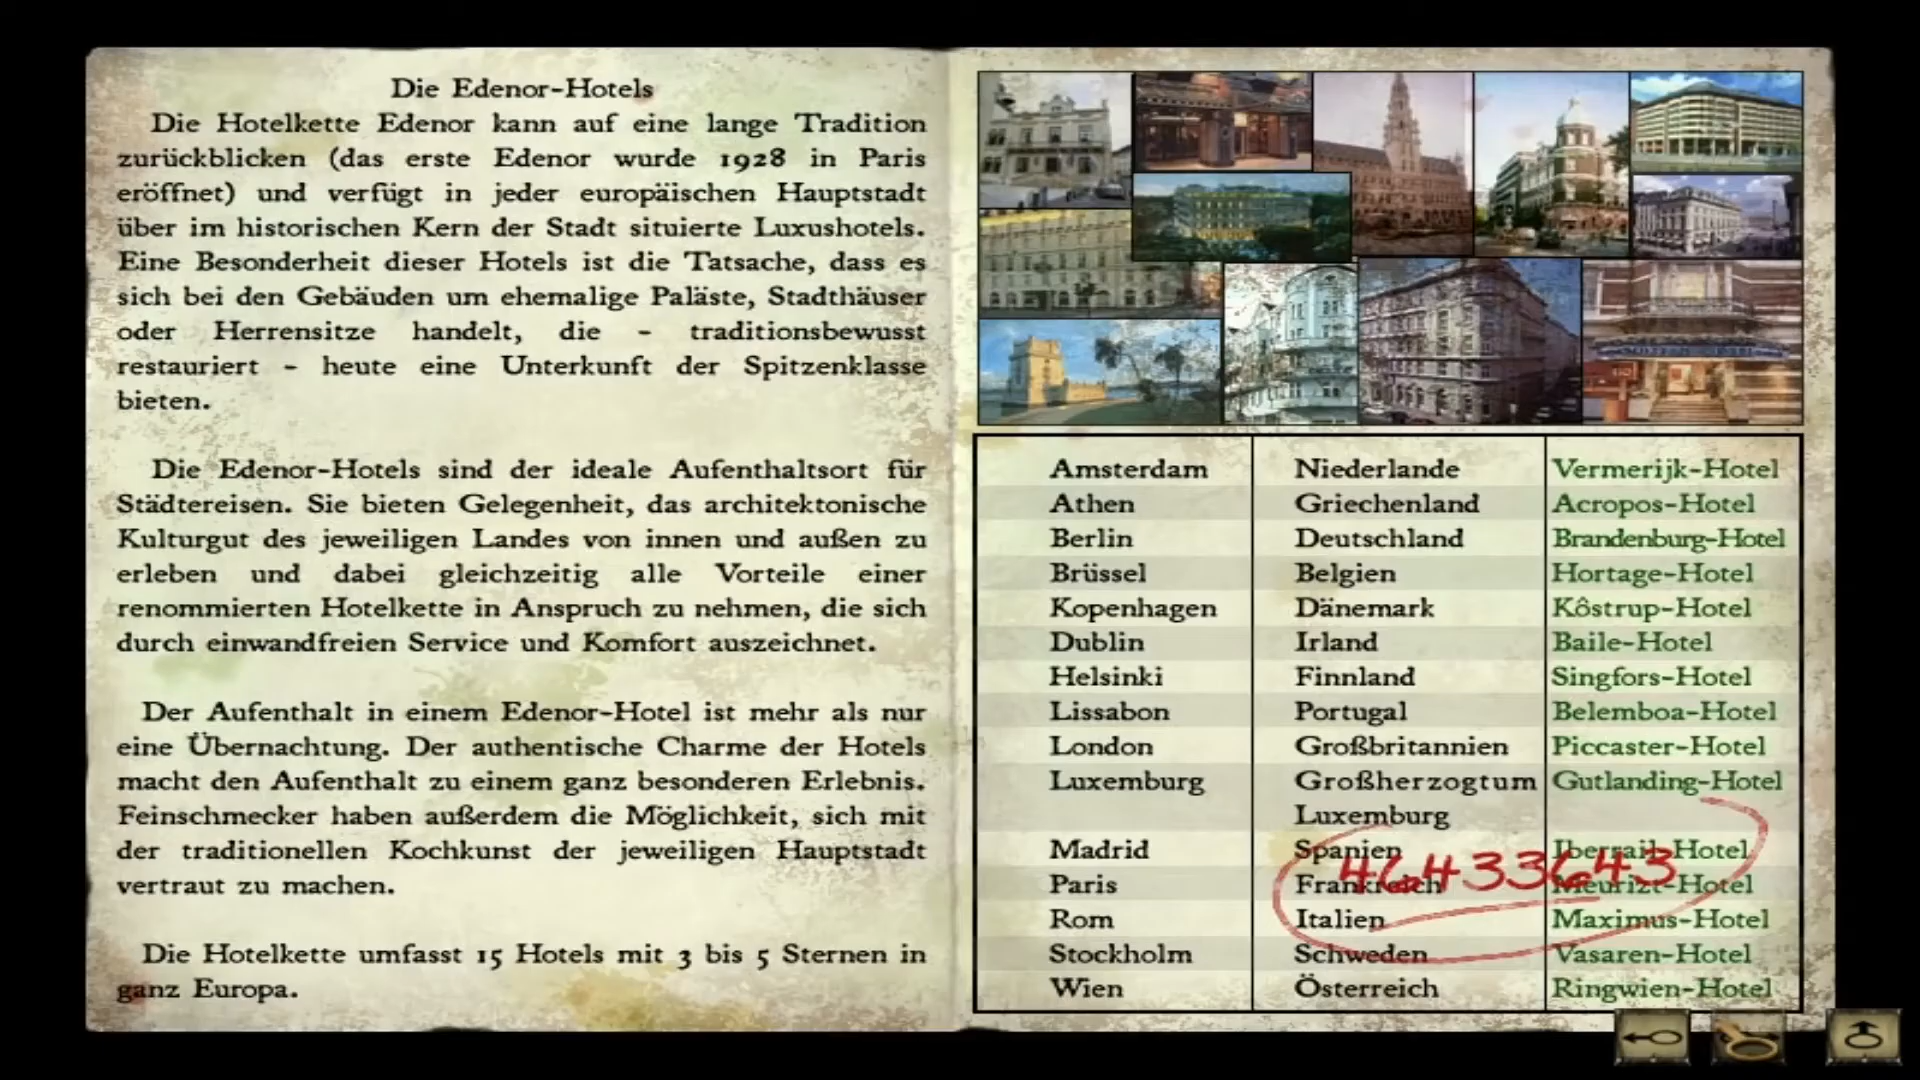 Die Edenor-Hotels
Die Hotelkette Edenor kann auf eine lange Tradition
zurückblicken (das erste Edenor wurde 1928 in Paris
eröffnet) und verfügt in jeder europäischen Hauptstadt
über im historischen Kern der Stadt situierte Luxushotels.
Eine Besonderheit dieser Hotels ist die Tatsache, dass es
sich bei den Gebäuden um ehemalige Paläste, Stadthäuser
oder Herrensitze handelt, die - traditionsbewusst
restauriert - heute eine Unterkunft der Spitzenklasse
bieten.
Die Edenor-Hotels sind der ideale Aufenthaltsort für
Städtereisen. Sie bieten Gelegenheit, das architektonische
Kulturgut des jeweiligen Landes von innen und außen zu
erleben und dabei gleichzeitig alle Vorteile einer
renommierten Hotelkette in Anspruch zu nehmen, die sich
durch einwandfreien Service und Komfort auszeichnet.
Der Aufenthalt in einem Edenor-Hotel ist mehr als nur
eine Übernachtung. Der authentische Charme der Hotels
macht den Aufenthalt zu einem ganz besonderen Erlebnis.
Feinschmecker haben außerdem die Möglichkeit, sich mit
der traditionellen Kochkunst der jeweiligen Hauptstadt
vertraut zu machen.
Die Hotelkette umfasst 15 Hotels mit 3 bis 5 Sternen in
ganz Europa.
Amsterdam Niederlande Vermerijk-Hotel
Athen Griechenland Acropos-Hotel
Berlin Deutschland Brandenburg-Hotel
Brüssel Belgien Hortage-Hotel
Kopenhagen Dänemark Kôstrup-Hotel
Dublin Irland Baile-Hotel
Helsinki Finnland Singfors-Hotel
Lissabon Portugal Belemboa-Hotel
London Großbritannien Piccaster-Hotel
Luxemburg Großherzogtum Gutlanding-Hotel
Luxemburg
Madrid Spanien Iberrail-Hotel
46433643
Paris Frankreich Meurizt-Hotel
Rom Italien Maximus-Hotel
Stockholm Schweden Vasaren-Hotel
Wien Österreich Ringwien-Hotel